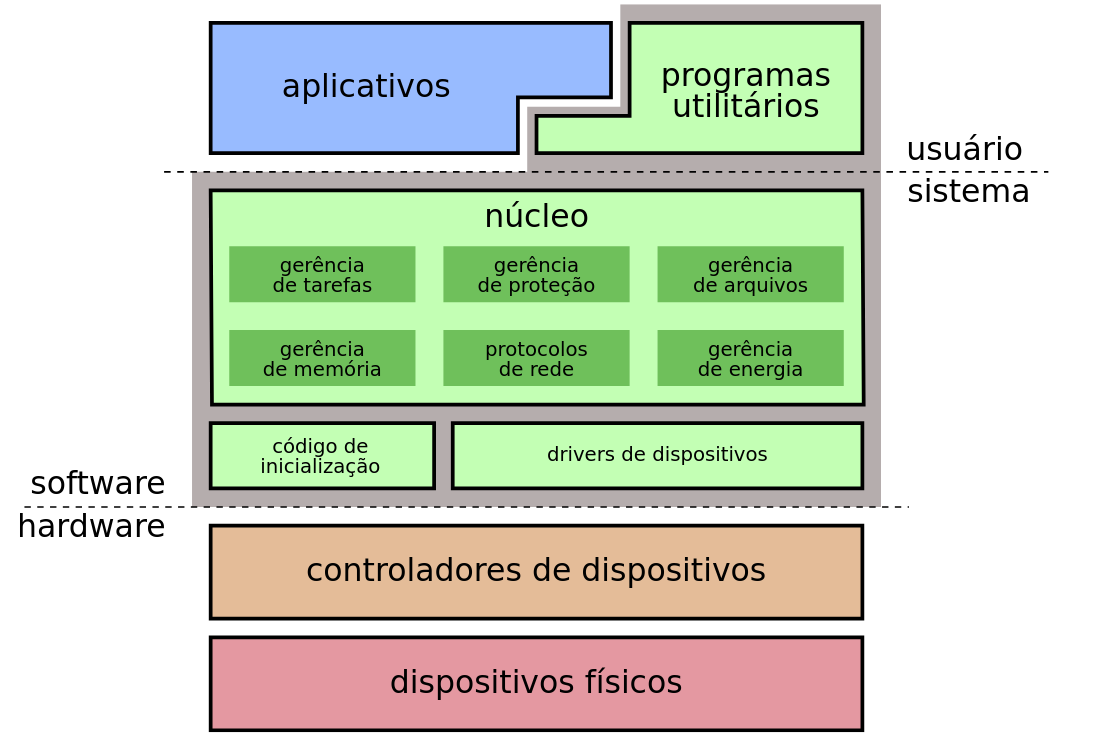 aplicativos
programas
utilitários
usuário
sistema
núcleo
gerência
de tarefas
gerência
de proteção
gerência
de arquivos
gerência
de memória
protocolos
de rede
gerência
de energia
código de
inicialização
drivers de dispositivos
software
hardware
controladores de dispositivos
dispositivos físicos